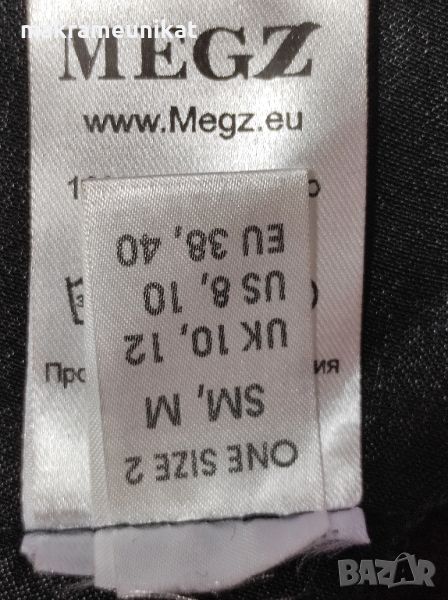 makrameunikat
MEGZ
www.Megz.eu
ONE SIZE 2
SM, M
UK 10, 12
US 8, 10
EU 38, 40
BAZAR